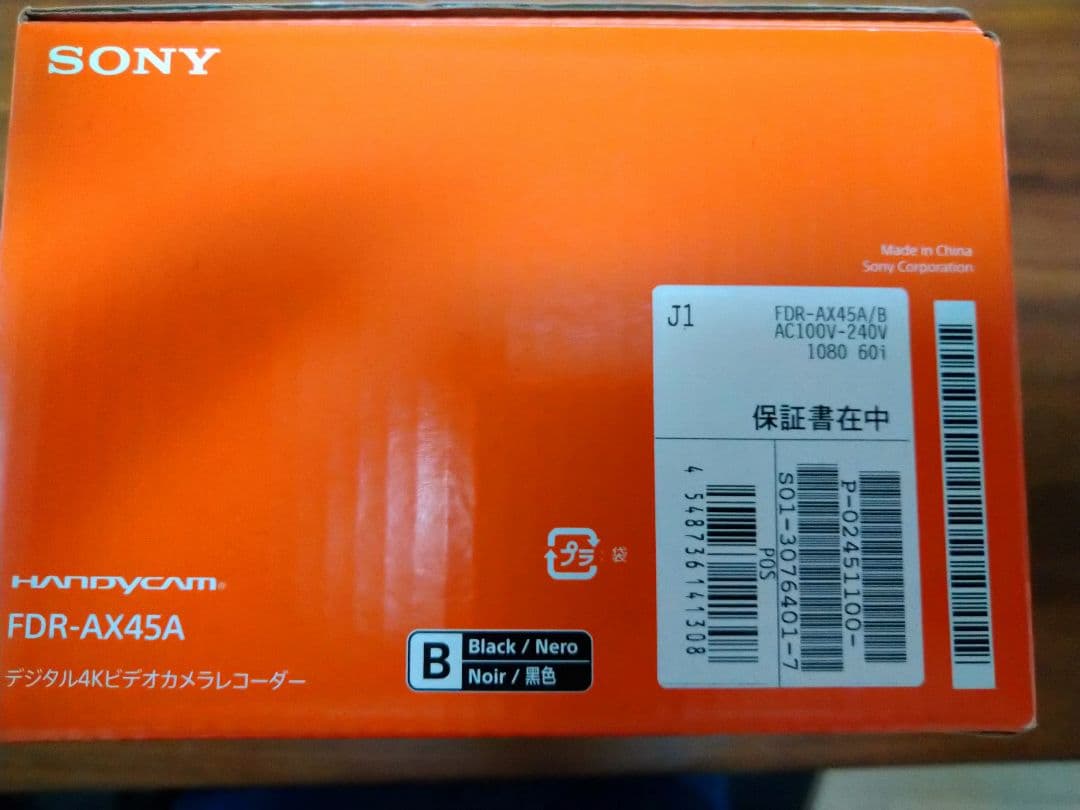 SONY
Made in China
Sony Corporation
J1
FDR-AX45A/B
AC100V-240V
1080 60i
保証書在中
4 548736 141308
POS
S01-3076401-7
P-02451100-
プラ 袋
HANDYCAM®
FDR-AX45A
デジタル4Kビデオカメラレコーダー
B
Black / Nero
Noir / 黒色